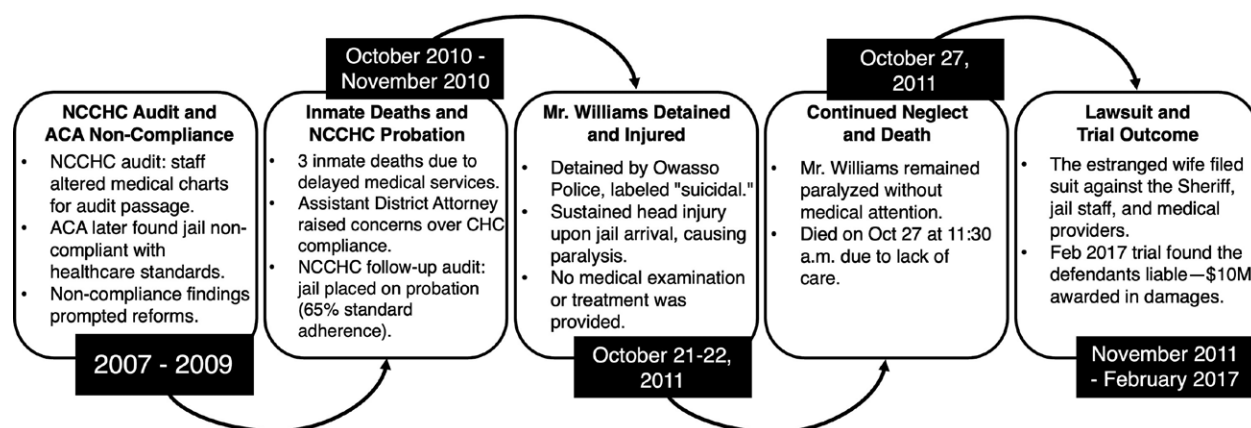 NCCHC Audit and
ACA Non-Compliance
• NCCHC audit: staff
altered medical charts
for audit passage.
• ACA later found jail non-
compliant with
healthcare standards.
• Non-compliance findings
prompted reforms.
2007 - 2009
October 2010 -
November 2010
Inmate Deaths and
NCCHC Probation
• 3 inmate deaths due to
delayed medical services.
• Assistant District Attorney
raised concerns over CHC
compliance.
• NCCHC follow-up audit:
jail placed on probation
(65% standard
adherence).
Mr. Williams Detained
and Injured
• Detained by Owasso
Police, labeled "suicidal."
• Sustained head injury
upon jail arrival, causing
paralysis.
• No medical examination
or treatment was
provided.
October 21-22,
2011
October 27,
2011
Continued Neglect
and Death
• Mr. Williams remained
paralyzed without
medical attention.
• Died on Oct 27 at 11:30
a.m. due to lack of
care.
Lawsuit and
Trial Outcome
• The estranged wife filed
suit against the Sheriff,
jail staff, and medical
providers.
• Feb 2017 trial found the
defendants liable—$10M
awarded in damages.
November 2011
- February 2017